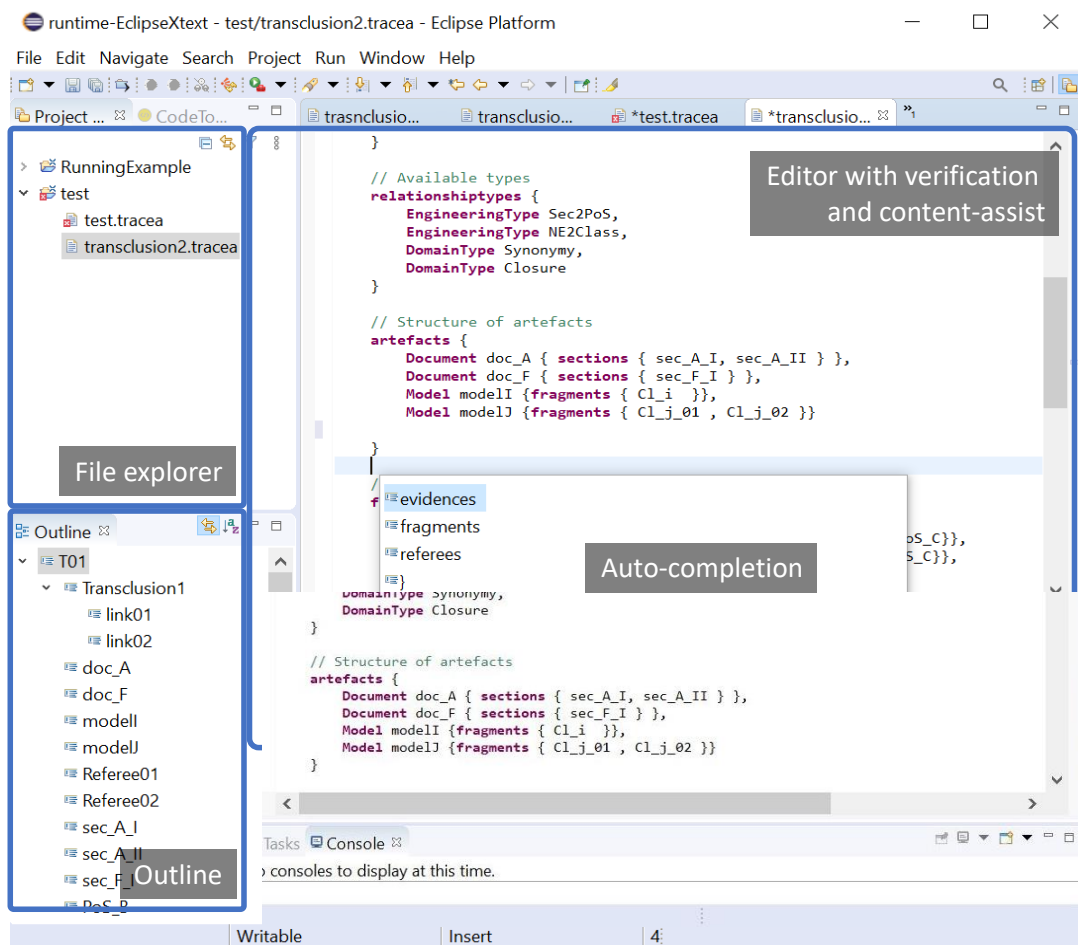 runtime-EclipseXtext - test/transclusion2.tracea - Eclipse Platform
File Edit Navigate Search Project Run Window Help
Project ... CodeTo...
trasnclusio... transclusio... *test.tracea *transclusio... "1
RunningExample
test
test.tracea
transclusion2.tracea
File explorer
}
// Available types
relationshiptypes {
EngineeringType Sec2PoS,
EngineeringType NE2Class,
DomainType Synonymy,
DomainType Closure
}
// Structure of artefacts
artefacts {
Document doc_A { sections { sec_A_I, sec_A_II } },
Document doc_F { sections { sec_F_I } },
Model modelI {fragments { Cl_i }},
Model modelJ {fragments { Cl_j_01 , Cl_j_02 }}
}
/
f
Editor with verification
and content-assist
evidences
fragments
referees
}
Auto-completion
oS_C}},
S_C}},
DomainType Synonymy,
DomainType Closure
}
// Structure of artefacts
artefacts {
Document doc_A { sections { sec_A_I, sec_A_II } },
Document doc_F { sections { sec_F_I } },
Model modelI {fragments { Cl_i }},
Model modelJ {fragments { Cl_j_01 , Cl_j_02 }}
}
Outline
T01
Transclusion1
link01
link02
doc_A
doc_F
modelI
modelJ
Referee01
Referee02
sec_A_I
sec_A_II
sec_F_I
PoS_B
Outline
Tasks Console
consoles to display at this time.
Writable Insert 4